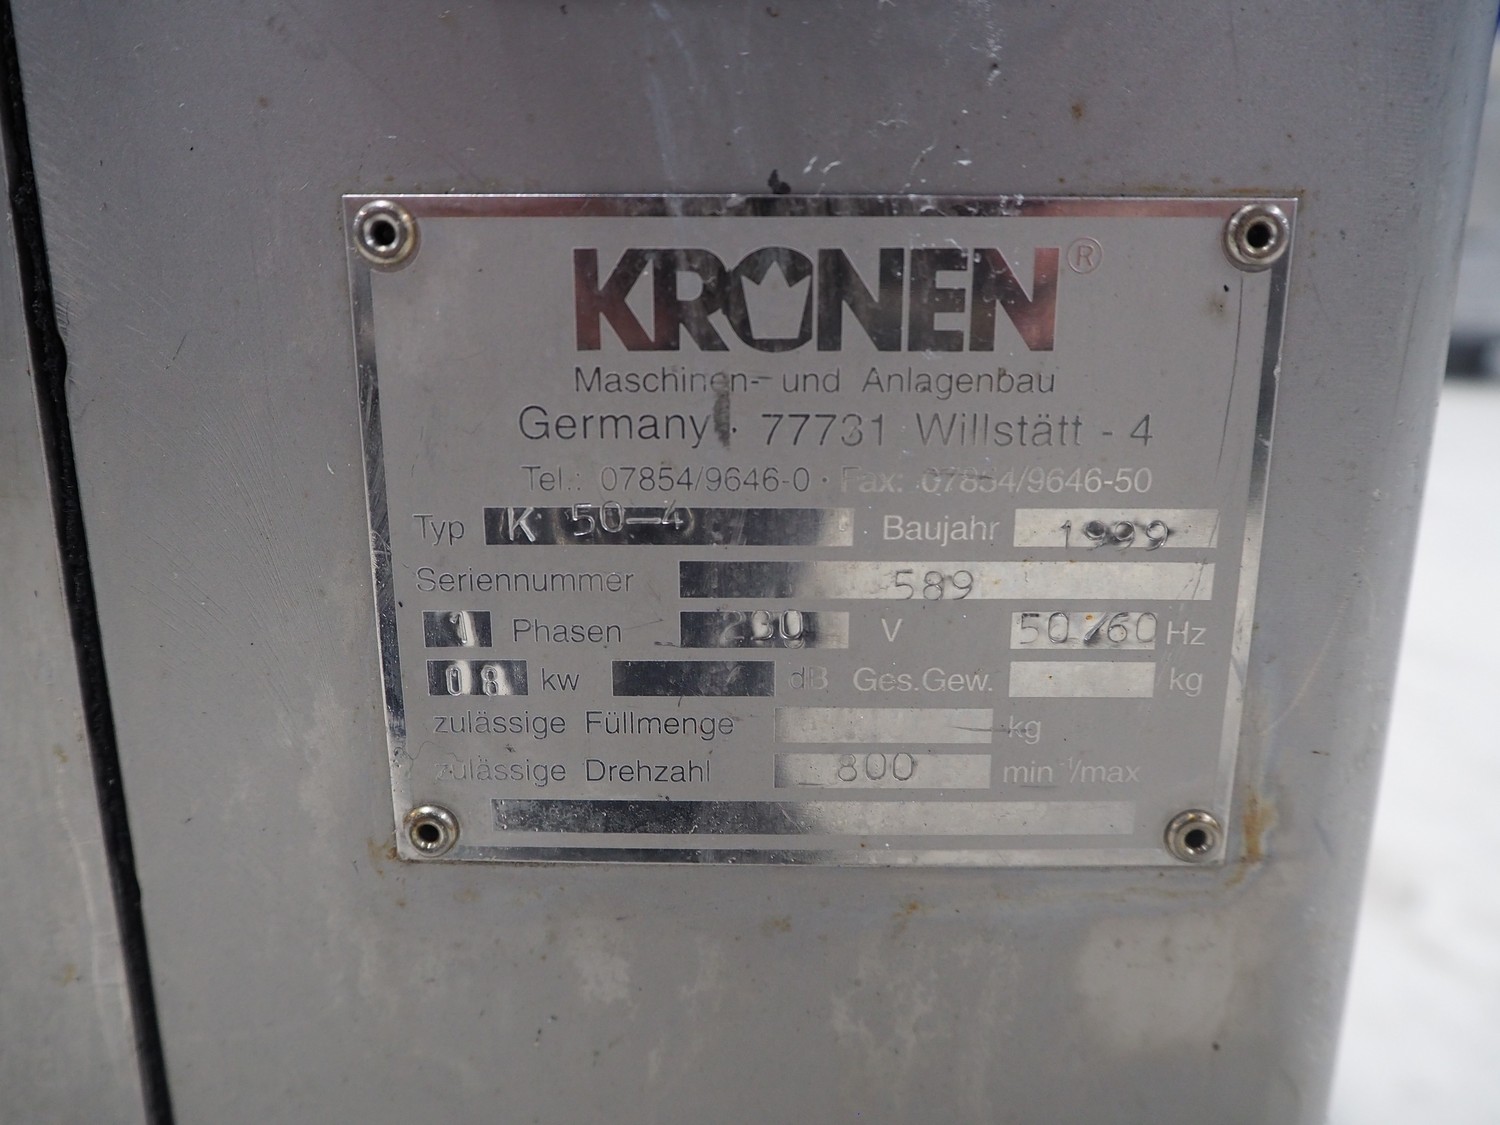 KRONEN ®
Maschinen- und Anlagenbau
Germany · 77731 Willstätt - 4
Tel.: 07854/9646-0 · Fax: 07854/9646-50
Typ K 50-4 Baujahr 1999
Seriennummer 589
1 Phasen 230 V 50/60 Hz
08 kw dB Ges.Gew. kg
zulässige Füllmenge kg
zulässige Drehzahl 800 min⁻¹/max